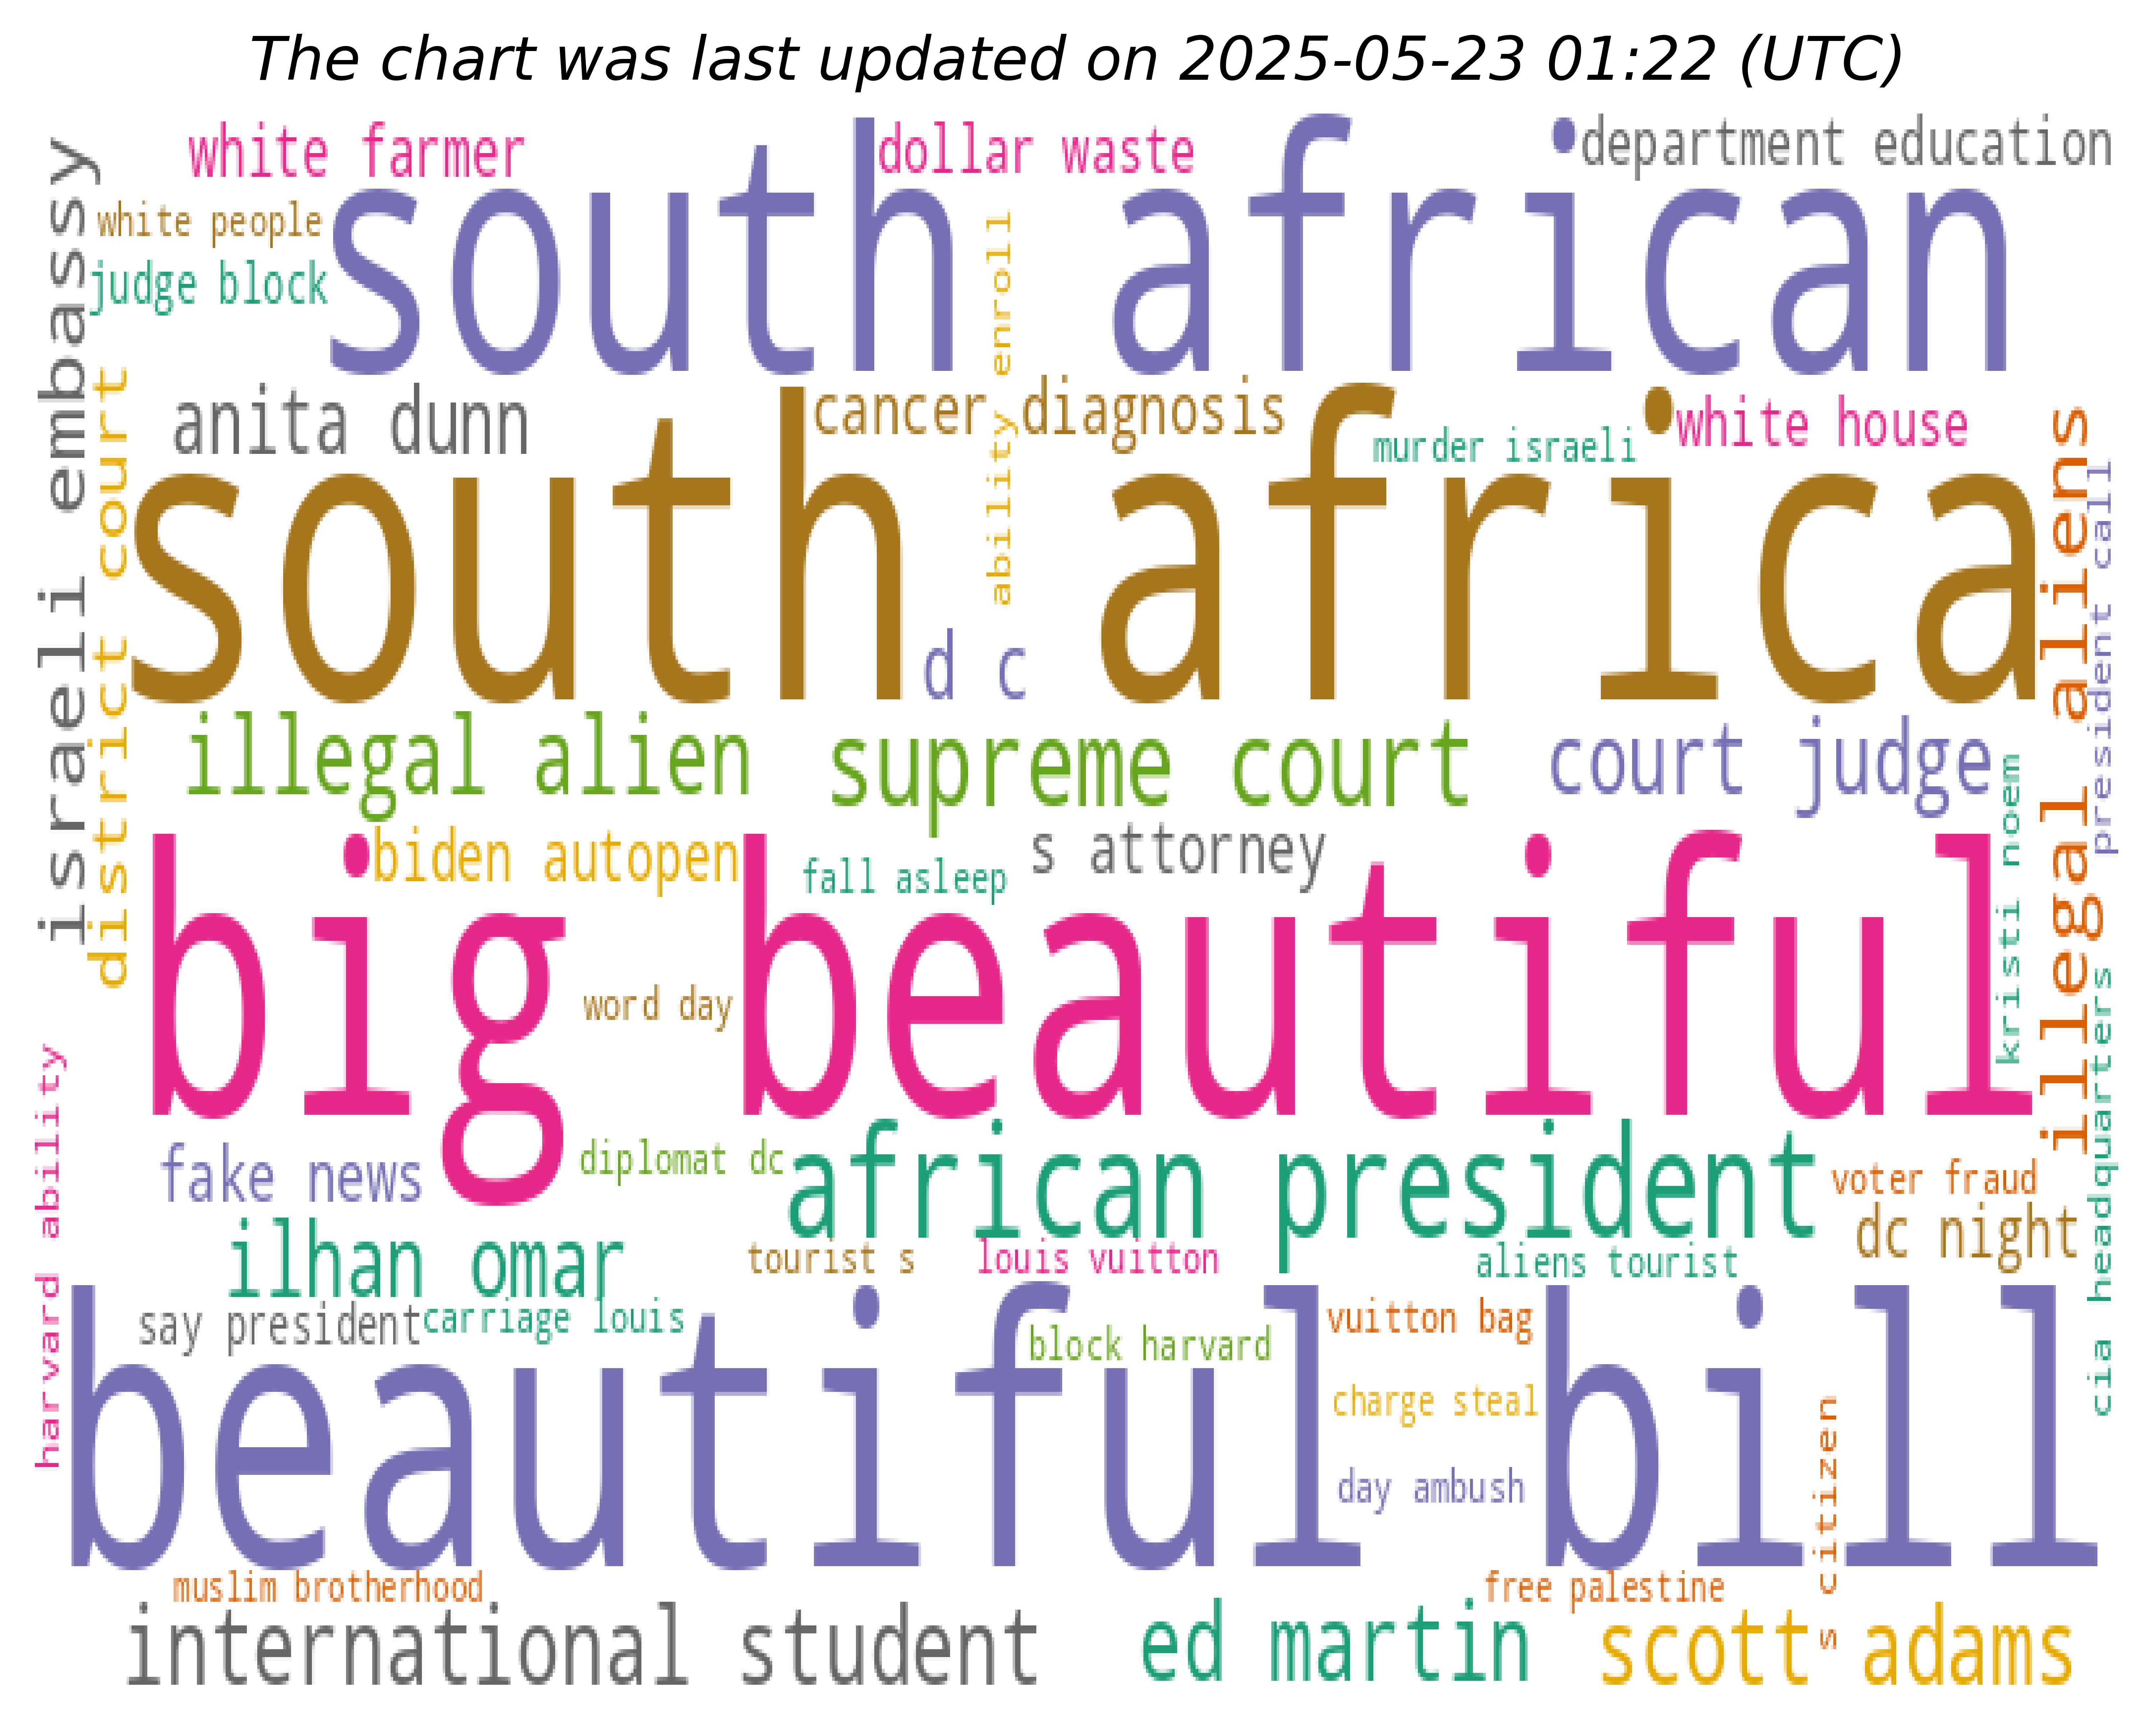 The chart was last updated on 2025-05-23 01:22 (UTC)
white farmer
dollar waste
department education
south african
white people
judge block
israeli embassy
district court
ability enroll
anita dunn
cancer diagnosis
murder israeli
white house
south africa
d c
illegal aliens
president call
illegal alien
supreme court
court judge
kristi noem
biden autopen
fall asleep
s attorney
big beautiful
word day
cia headquarters
harvard ability
fake news
diplomat dc
african president
voter fraud
dc night
ilhan omar
tourist s
louis vuitton
aliens tourist
say president
carriage louis
block harvard
vuitton bag
beautiful bill
charge steal
day ambush
s citizen
muslim brotherhood
free palestine
international student
ed martin
scott adams